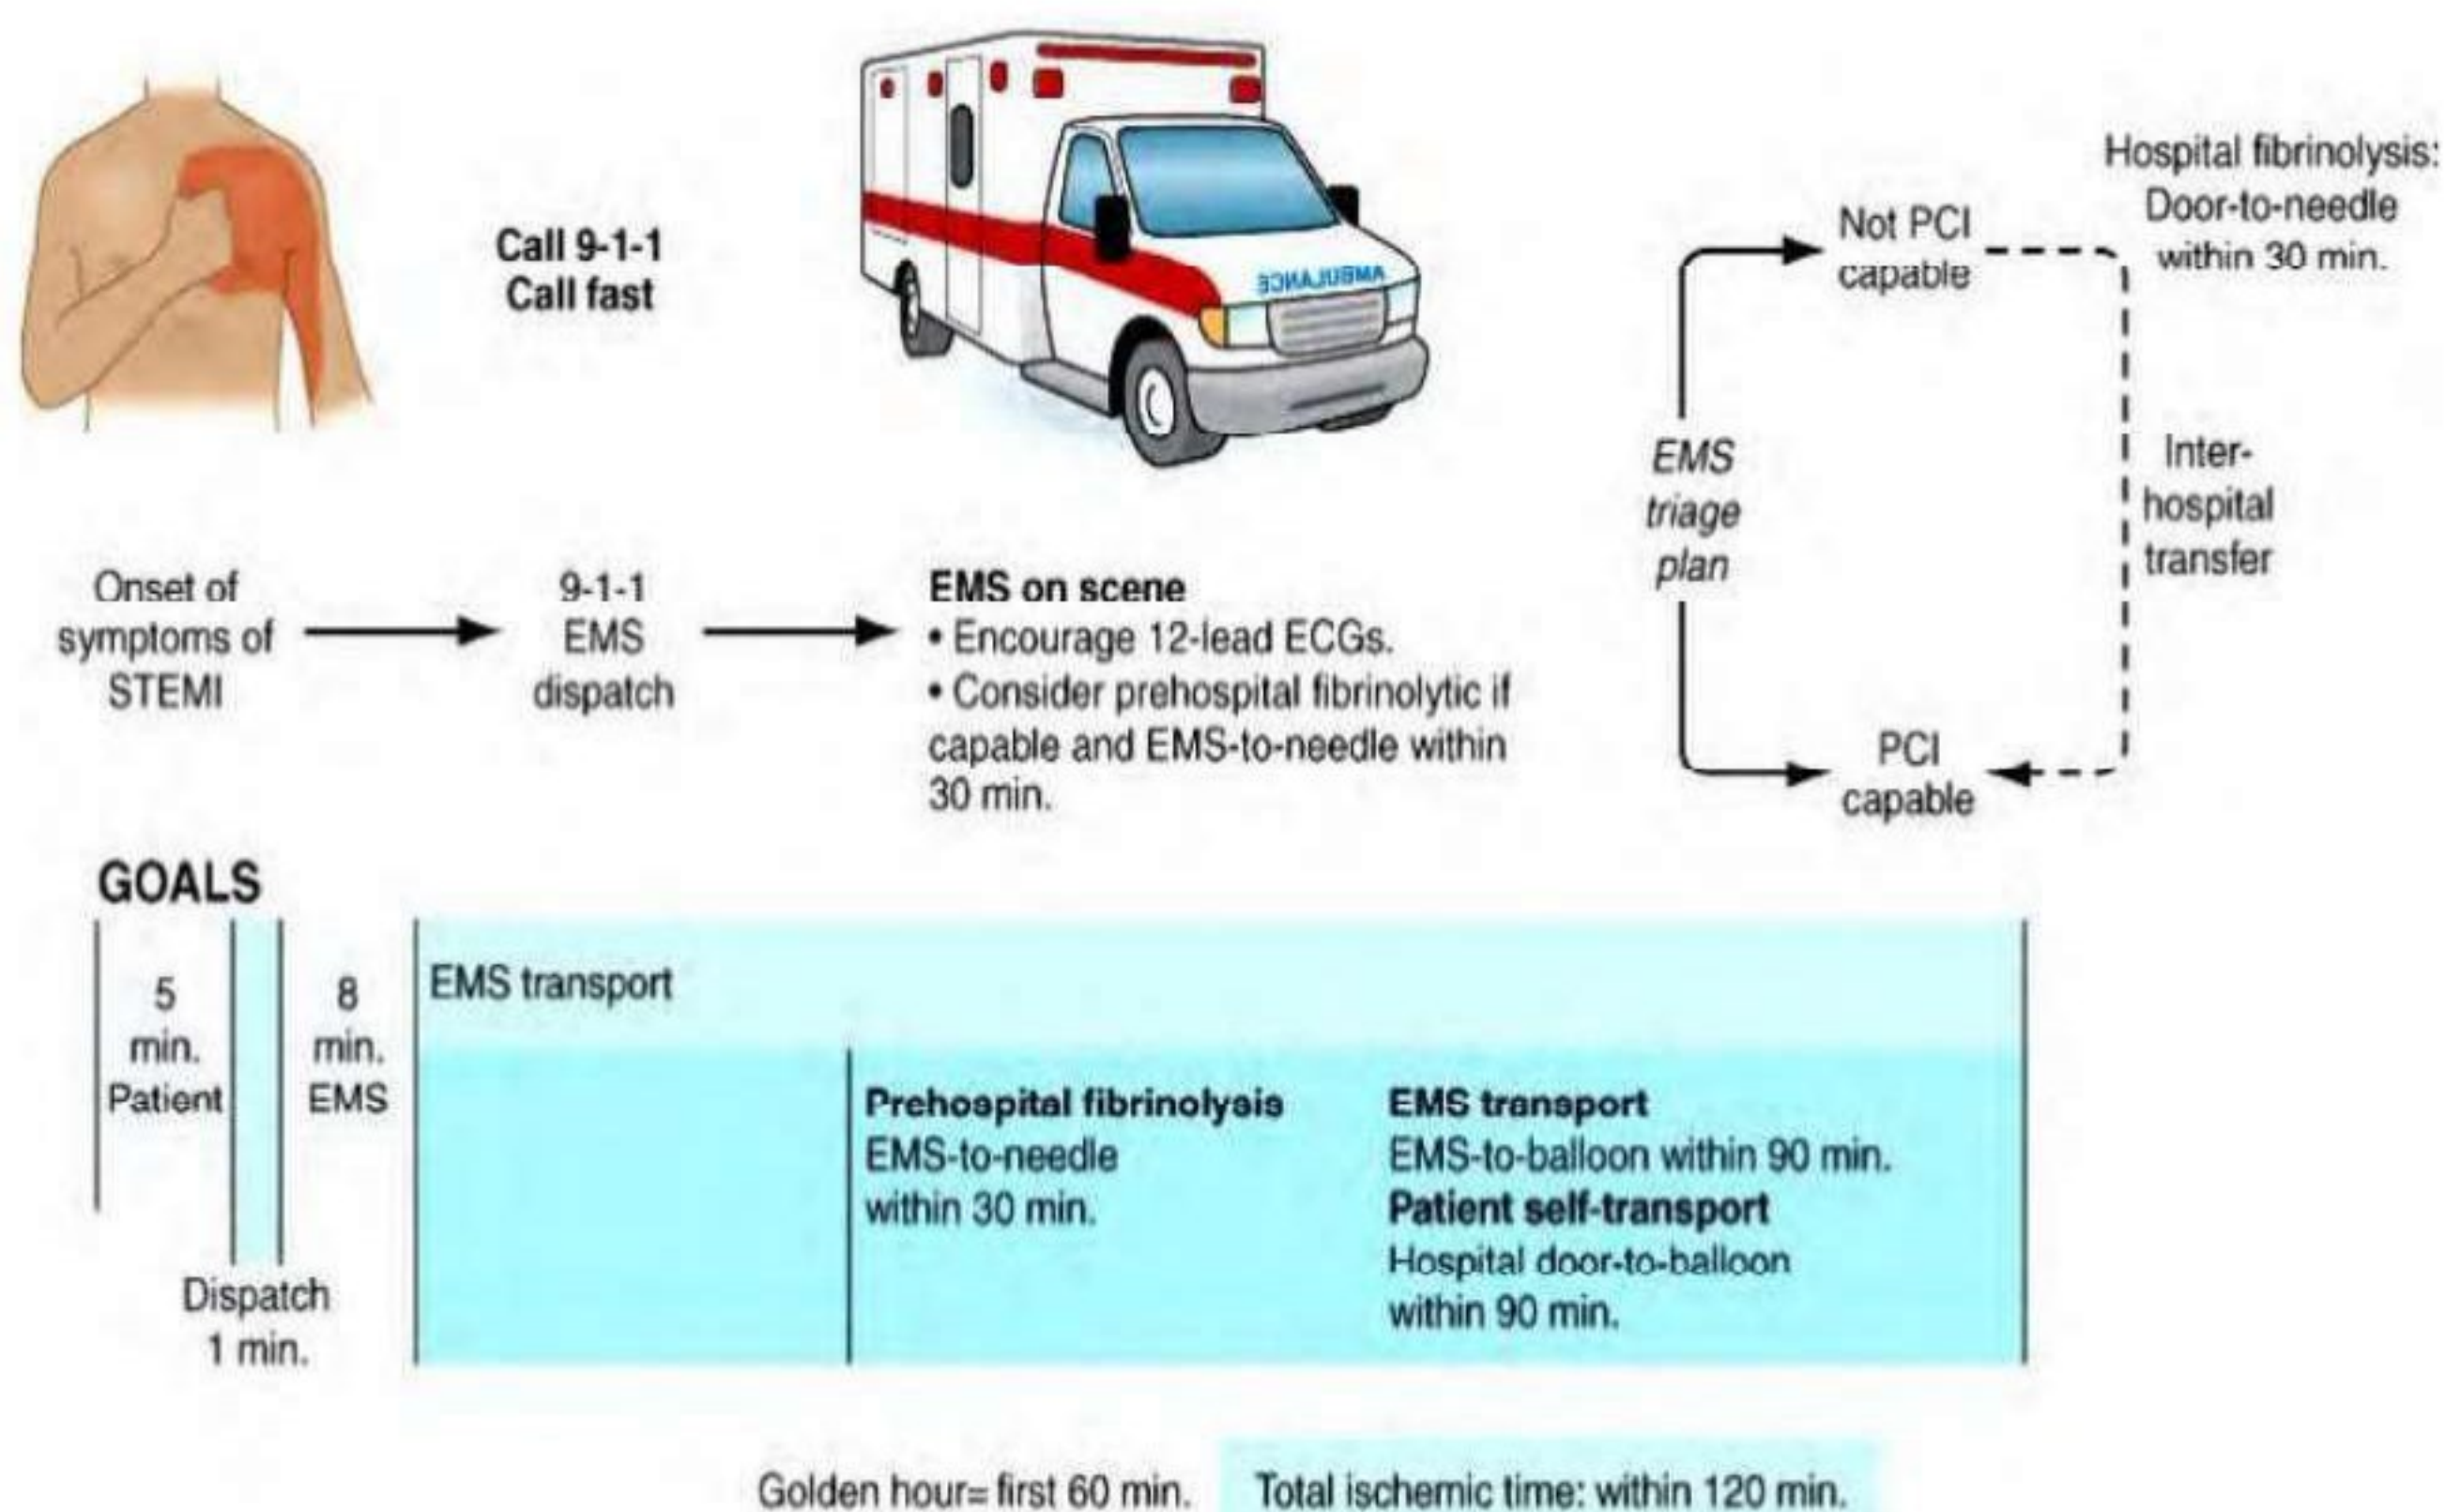 Call 9-1-1
Call fast
AMBULANCE
Hospital fibrinolysis:
Door-to-needle
within 30 min.
Not PCI
capable
EMS
triage
plan
Inter-
hospital
transfer
PCI
capable
Onset of
symptoms of
STEMI
9-1-1
EMS
dispatch
EMS on scene
• Encourage 12-lead ECGs.
• Consider prehospital fibrinolytic if
capable and EMS-to-needle within
30 min.
GOALS
5
min.
Patient
Dispatch
1 min.
8
min.
EMS
EMS transport
Prehospital fibrinolysis
EMS-to-needle
within 30 min.
EMS transport
EMS-to-balloon within 90 min.
Patient self-transport
Hospital door-to-balloon
within 90 min.
Golden hour= first 60 min.
Total ischemic time: within 120 min.